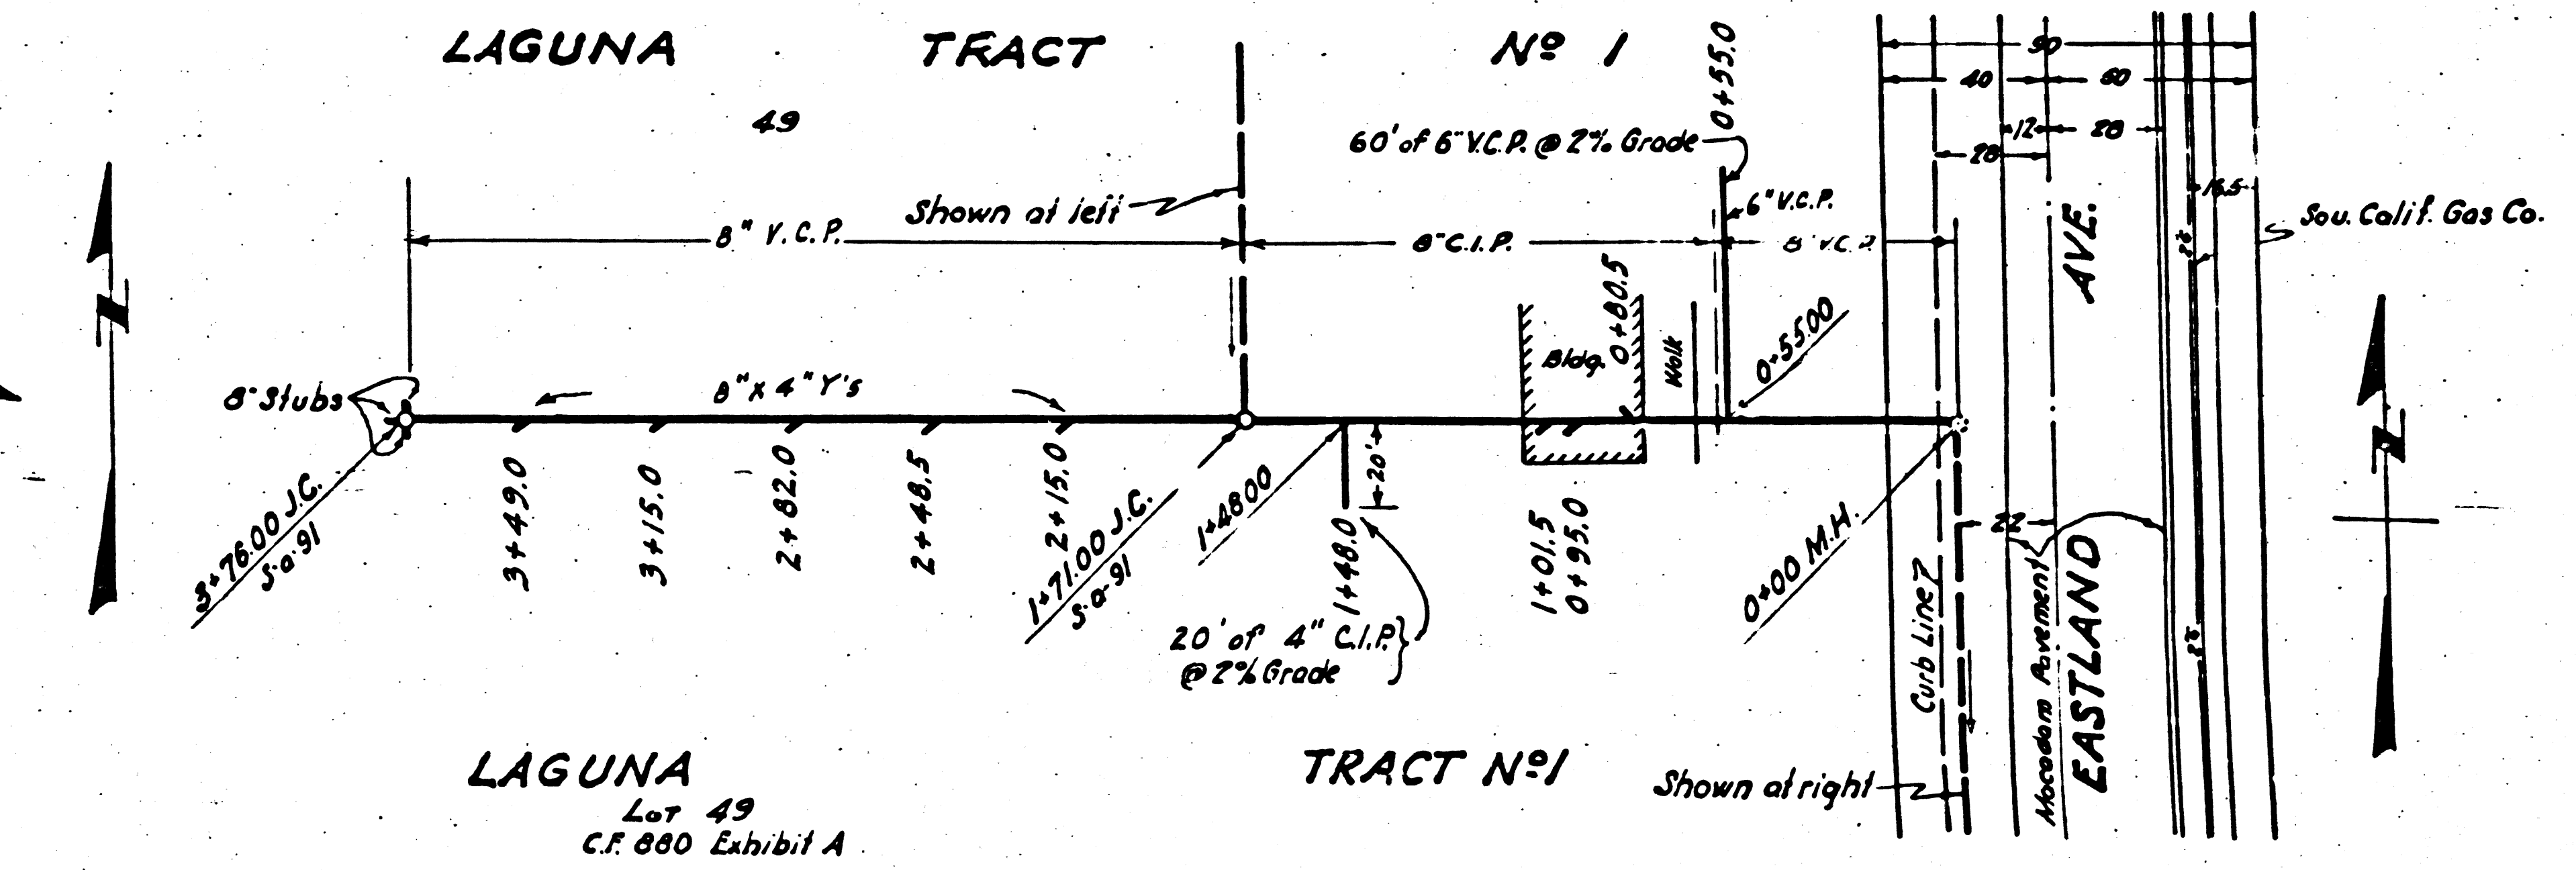 LAGUNA TRACT Nº 1
49
0+55.0
90
40 60
60' of 6" V.C.P. @ 2% Grade
12 28
28
16.5
Shown at left
6" V.C.P.
Sou. Calif. Gas Co.
8" V.C.P.
8" C.I.P.
8" V.C.P.
AVE.
0+80.5
Bldg.
Walk
0+55.00
8" Stubs
8" X 4" Y's
20'
3+76.00 J.C.
S-a-91
3+49.0
3+15.0
2+82.0
2+48.5
2+15.0
1+71.00 J.C.
S-a-91
1+48.00
1+48.0
1+01.5
0+95.0
0+00 M.H.
22
Curb Line?
Macadam Pavement
EASTLAND
20' of 4" C.I.P.
@ 2% Grade
LAGUNA TRACT Nº 1
Shown at right
LOT 49
C.F. 880 Exhibit A